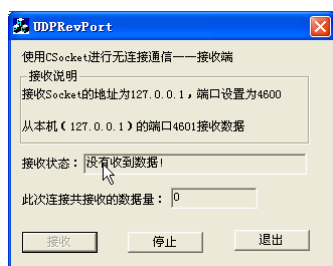 UDPRevPort
使用CSocket进行无连接通信——接收端
接收说明
接收Socket的地址为127.0.0.1，端口设置为4600
从本机（127.0.0.1）的端口4601接收数据
接收状态： 没有收到数据！
此次连接共接收的数据量： 0
接收 停止 退出